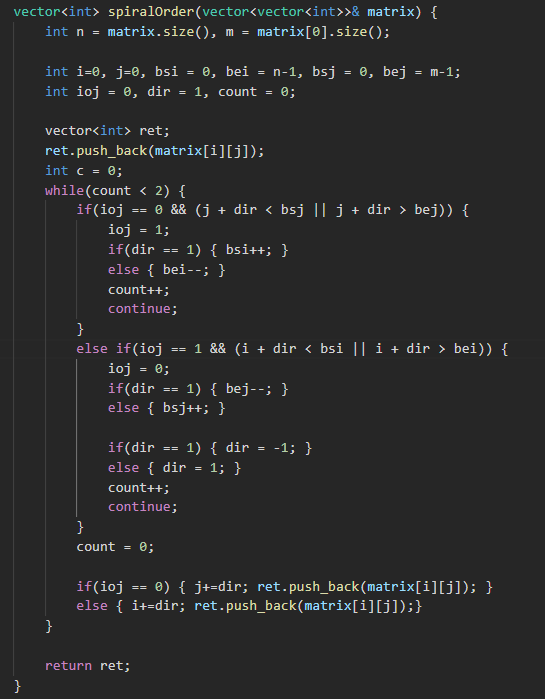 vector<int> spiralOrder(vector<vector<int>>& matrix) {
    int n = matrix.size(), m = matrix[0].size();

    int i=0, j=0, bsi = 0, bei = n-1, bsj = 0, bej = m-1;
    int ioj = 0, dir = 1, count = 0;

    vector<int> ret;
    ret.push_back(matrix[i][j]);
    int c = 0;
    while(count < 2) {
        if(ioj == 0 && (j + dir < bsj || j + dir > bej)) {
            ioj = 1;
            if(dir == 1) { bsi++; }
            else { bei--; }
            count++;
            continue;
        }
        else if(ioj == 1 && (i + dir < bsi || i + dir > bei)) {
            ioj = 0;
            if(dir == 1) { bej--; }
            else { bsj++; }

            if(dir == 1) { dir = -1; }
            else { dir = 1; }
            count++;
            continue;
        }
        count = 0;

        if(ioj == 0) { j+=dir; ret.push_back(matrix[i][j]); }
        else { i+=dir; ret.push_back(matrix[i][j]);}
    }

    return ret;
}